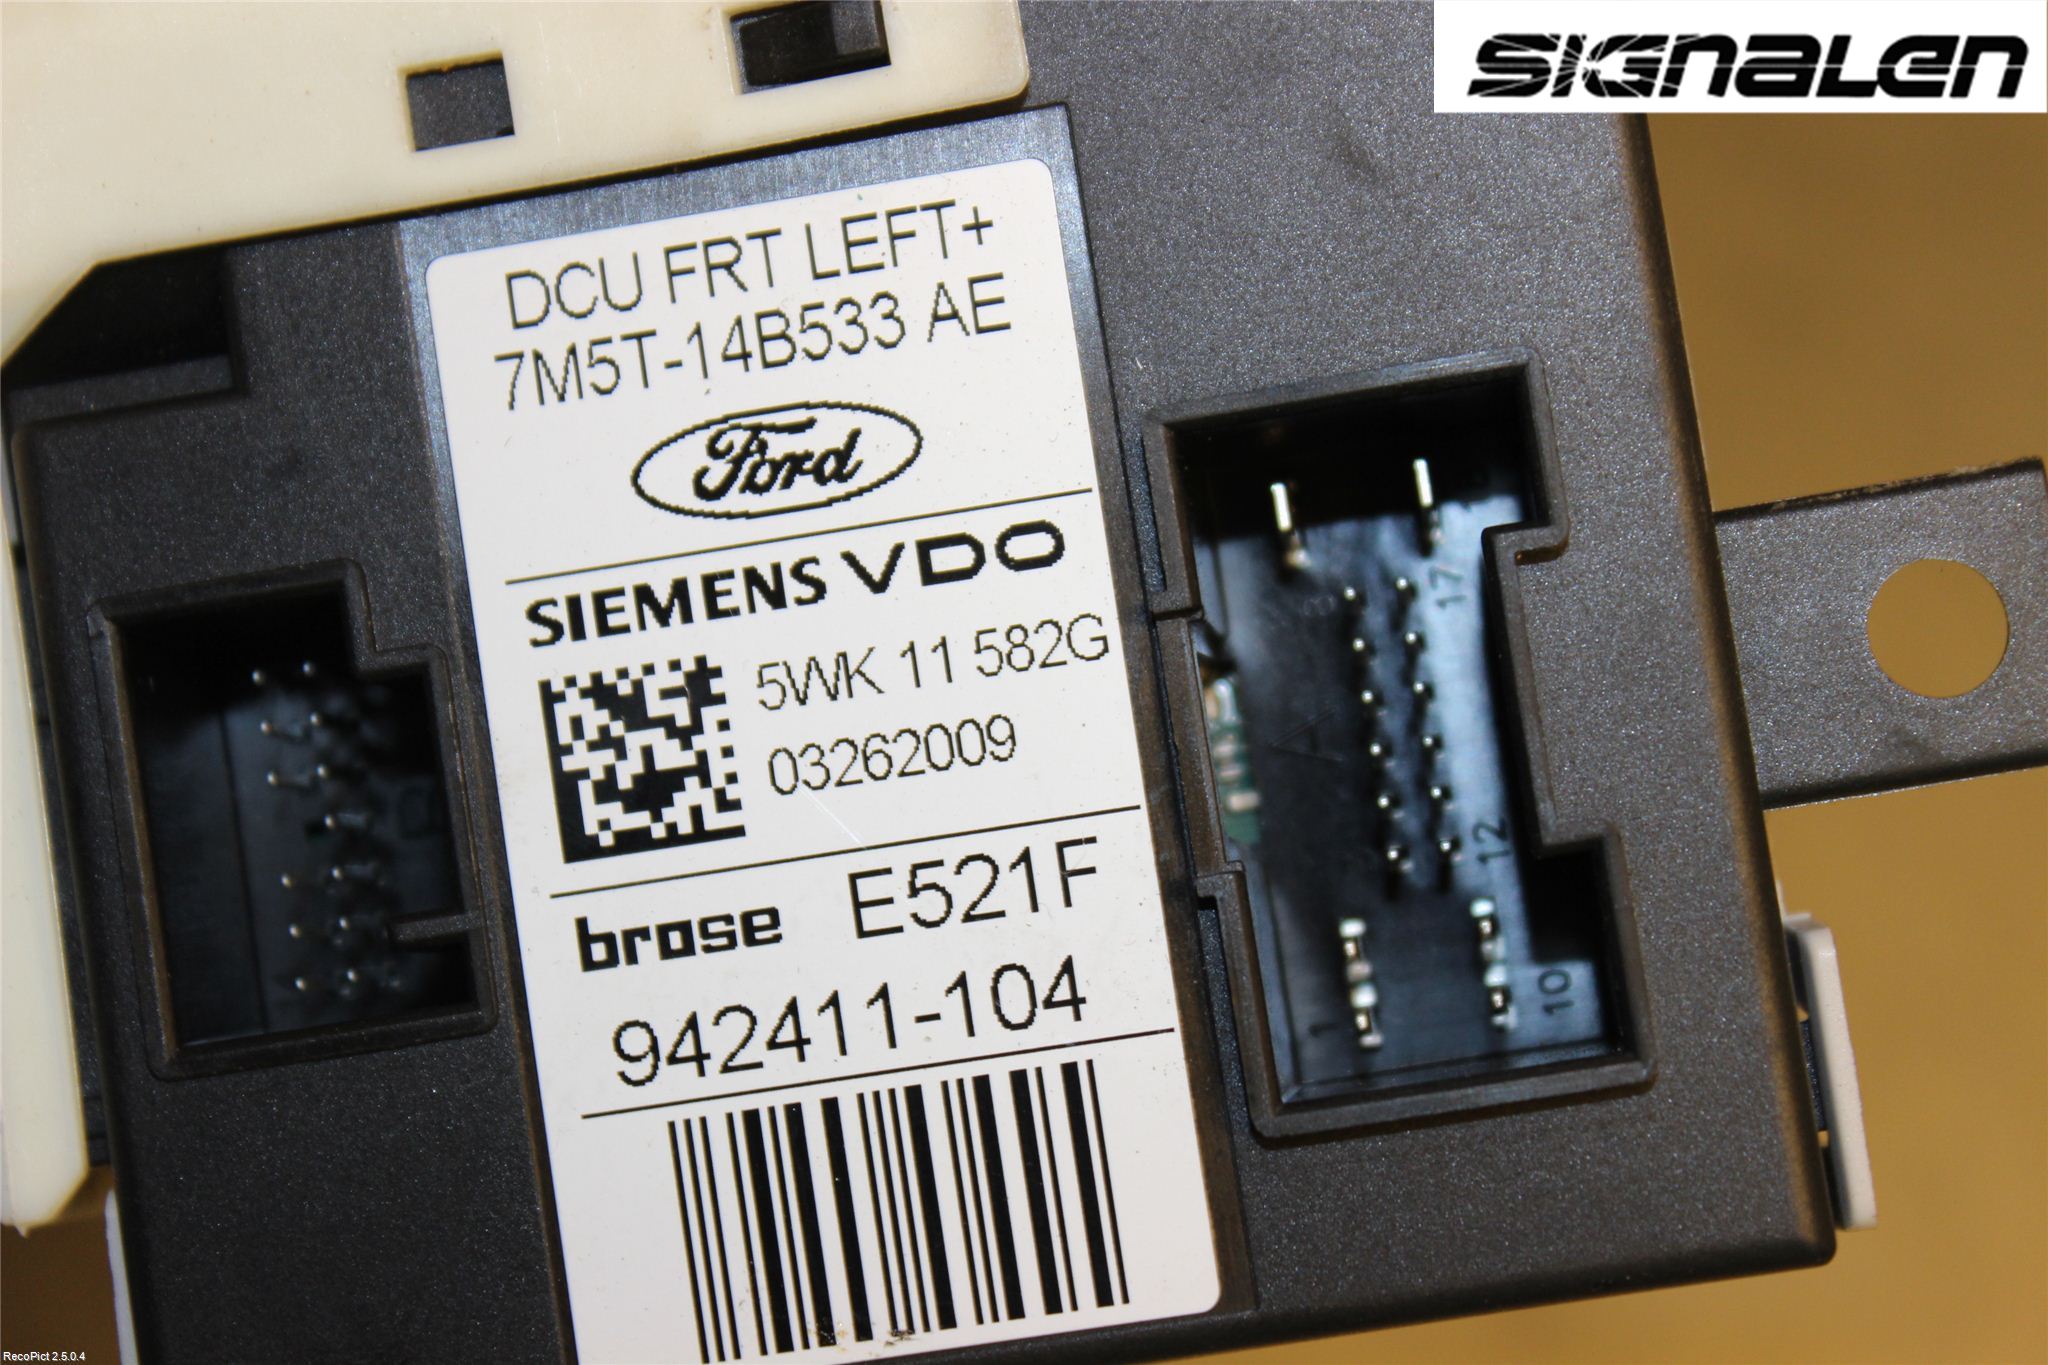 SIGNALEN
DCU FRT LEFT+
7M5T-14B533 AE
Ford
SIEMENS VDO
5WK 11 582G
03262009
brose E521F
942411-104
8
17
A
12
1
10
RecoPict 2.5.0.4